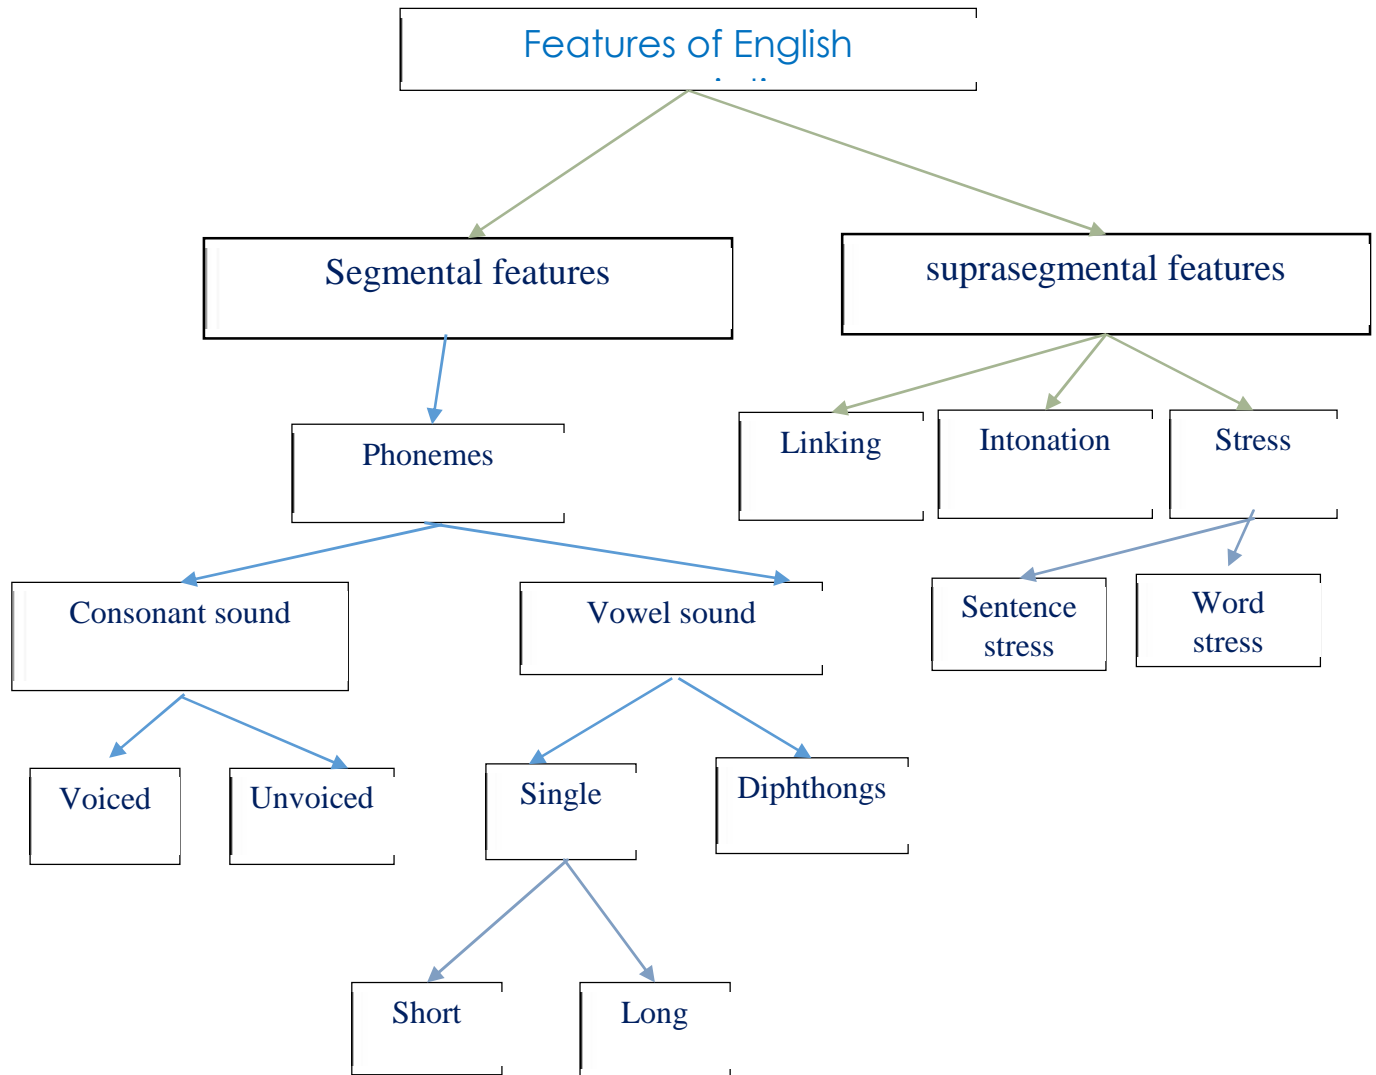 Features of English
Segmental features
suprasegmental features
Linking
Intonation
Stress
Phonemes
Consonant sound
Vowel sound
Sentence
stress
Word
stress
Voiced
Unvoiced
Single
Diphthongs
Short
Long